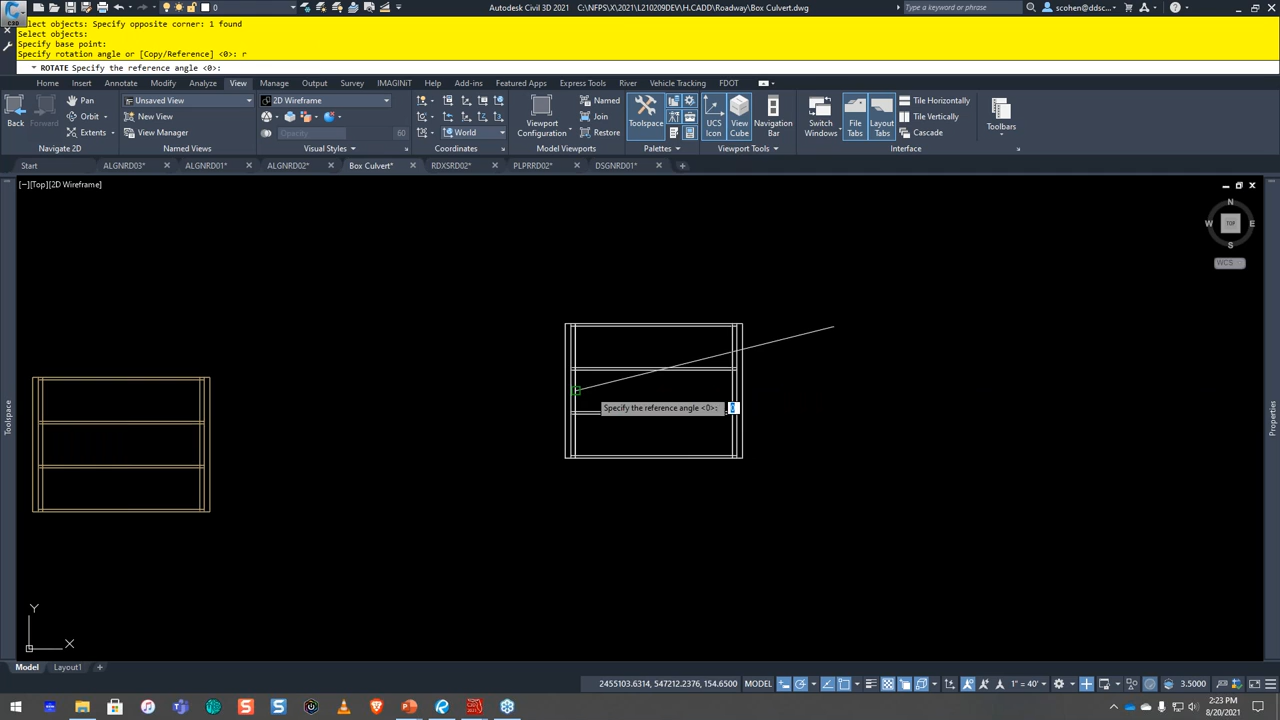 Autodesk Civil 3D 2021 C:\NFPS\X\L210209DEV\H.CADD\Roadway\Box Culvert.dwg
Type a keyword or phrase
scohen@ddsc...
0
Select objects: Specify opposite corner: 1 found
Select objects:
Specify base point:
Specify rotation angle or [Copy/Reference] <0>: r
ROTATE Specify the reference angle <0>:
C3D
Home Insert Annotate Modify Analyze View Manage Output Survey IMAGINiT Help Add-ins Featured Apps Express Tools River Vehicle Tracking FDOT
Pan Unsaved View 2D Wireframe Named Tile Horizontally
Orbit New View Join Tile Vertically
Extents View Manager Opacity 60 World Restore Cascade
Back Forward Viewport Configuration Toolspace UCS Icon View Cube Navigation Bar Switch Windows File Tabs Layout Tabs Toolbars
Navigate 2D Named Views Visual Styles Coordinates Model Viewports Palettes Viewport Tools Interface
Start ALGNRD03* ALGNRD01* ALGNRD02* Box Culvert* RDXSRD02* PLPRRD02* DSGNRD01*
[−][Top][2D Wireframe]
N
W TOP E
S
WCS
Toolspace
Properties
Specify the reference angle <0>: 0
Y
X
Model Layout1 +
2455103.6314, 547212.2376, 154.6500 MODEL 1" = 40' 3.5000
2:23 PM
8/20/2021